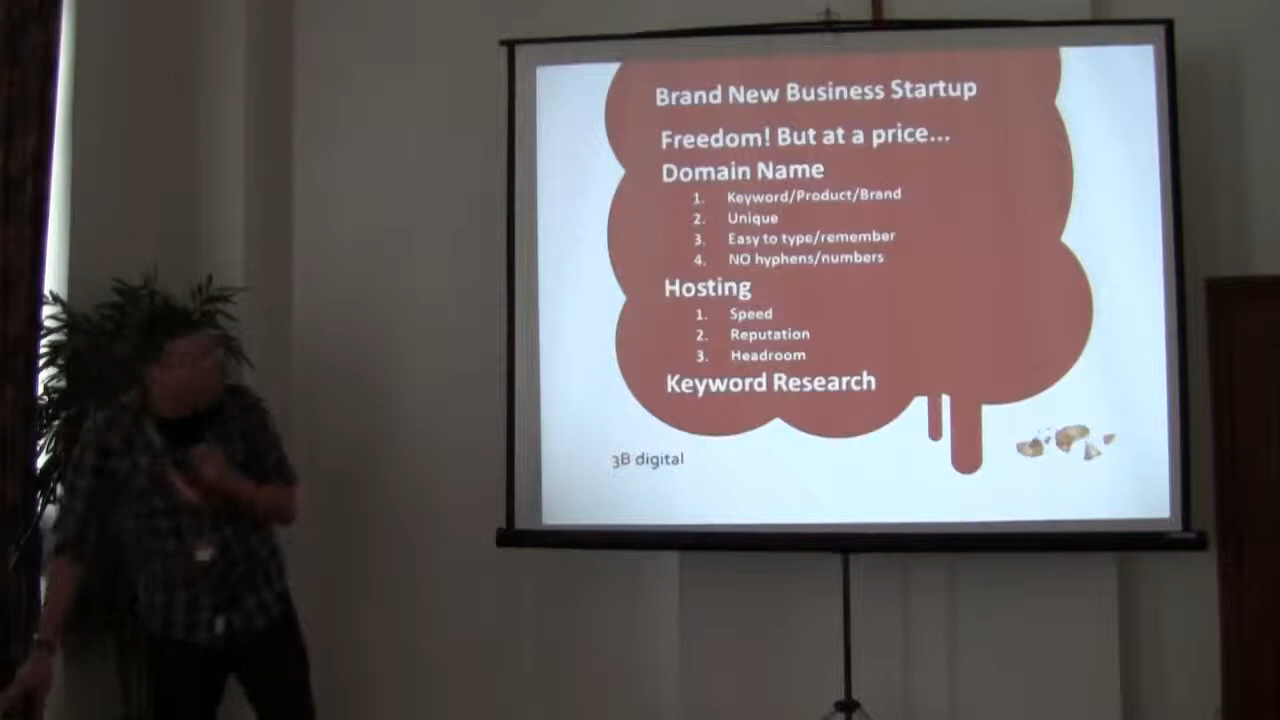 Brand New Business Startup
Freedom! But at a price...
Domain Name
1. Keyword/Product/Brand
2. Unique
3. Easy to type/remember
4. NO hyphens/numbers
Hosting
1. Speed
2. Reputation
3. Headroom
Keyword Research
3B digital